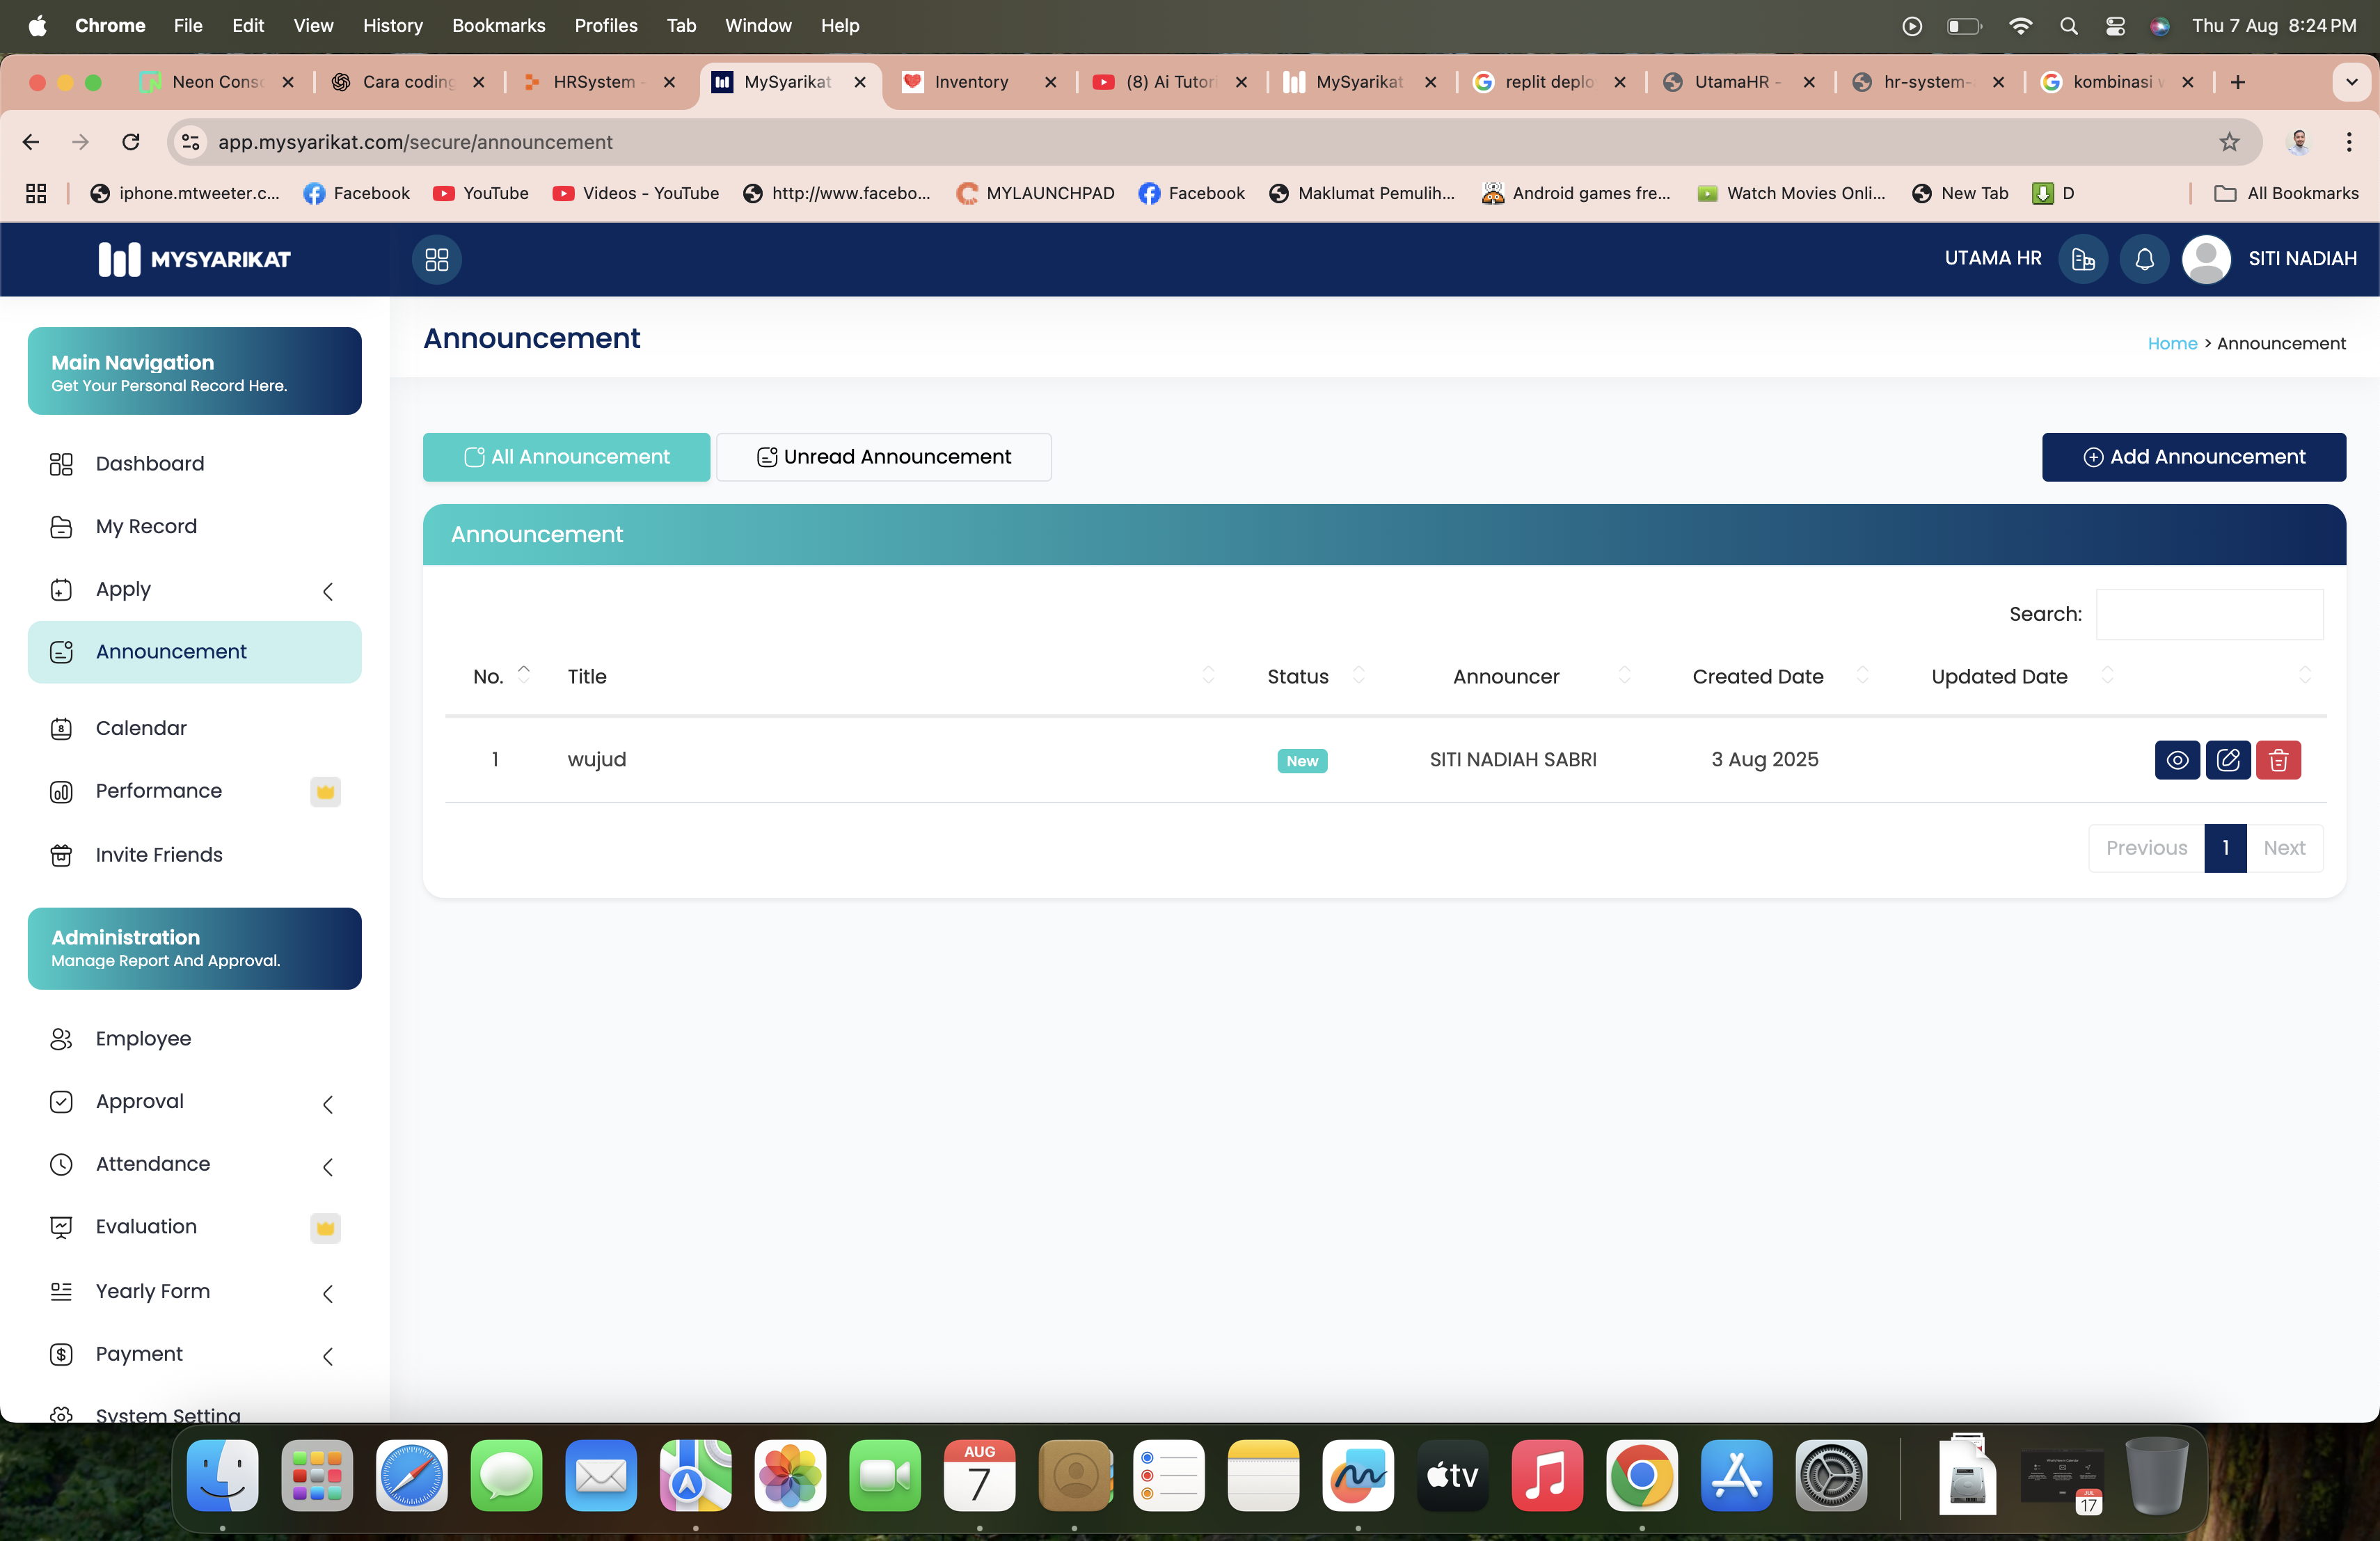 Chrome File Edit View History Bookmarks Profiles Tab Window Help Thu 7 Aug 8:24 PM
Neon Cons Cara coding HRSystem - MySyarikat Inventory (8) Ai Tutori MySyarikat replit deplo UtamaHR - hr-system- kombinasi w
app.mysyarikat.com/secure/announcement
iphone.mtweeter.c... Facebook YouTube Videos - YouTube http://www.facebo... MYLAUNCHPAD Facebook Maklumat Pemulih... Android games fre... Watch Movies Onli... New Tab D All Bookmarks
MYSYARIKAT UTAMA HR SITI NADIAH
Announcement
Home > Announcement
Main Navigation
Get Your Personal Record Here.
Dashboard
My Record
Apply
Announcement
Calendar
Performance
Invite Friends
Administration
Manage Report And Approval.
Employee
Approval
Attendance
Evaluation
Yearly Form
Payment
System Setting
All Announcement Unread Announcement Add Announcement
Announcement
Search:
No. Title Status Announcer Created Date Updated Date
1 wujud New SITI NADIAH SABRI 3 Aug 2025
Previous 1 Next
AUG
7
tv
JUL
17